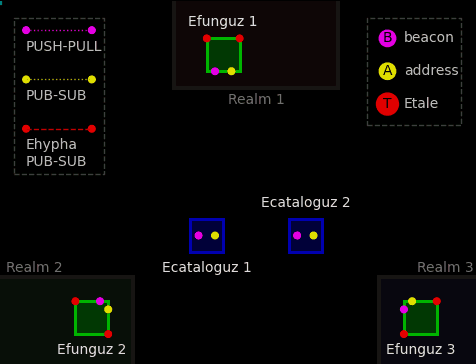 Efunguz 1
PUSH-PULL
PUB-SUB
Ehypha
PUB-SUB
B beacon
A address
T Etale
Realm 1
Ecataloguz 2
Ecataloguz 1
Realm 2
Realm 3
Efunguz 2
Efunguz 3